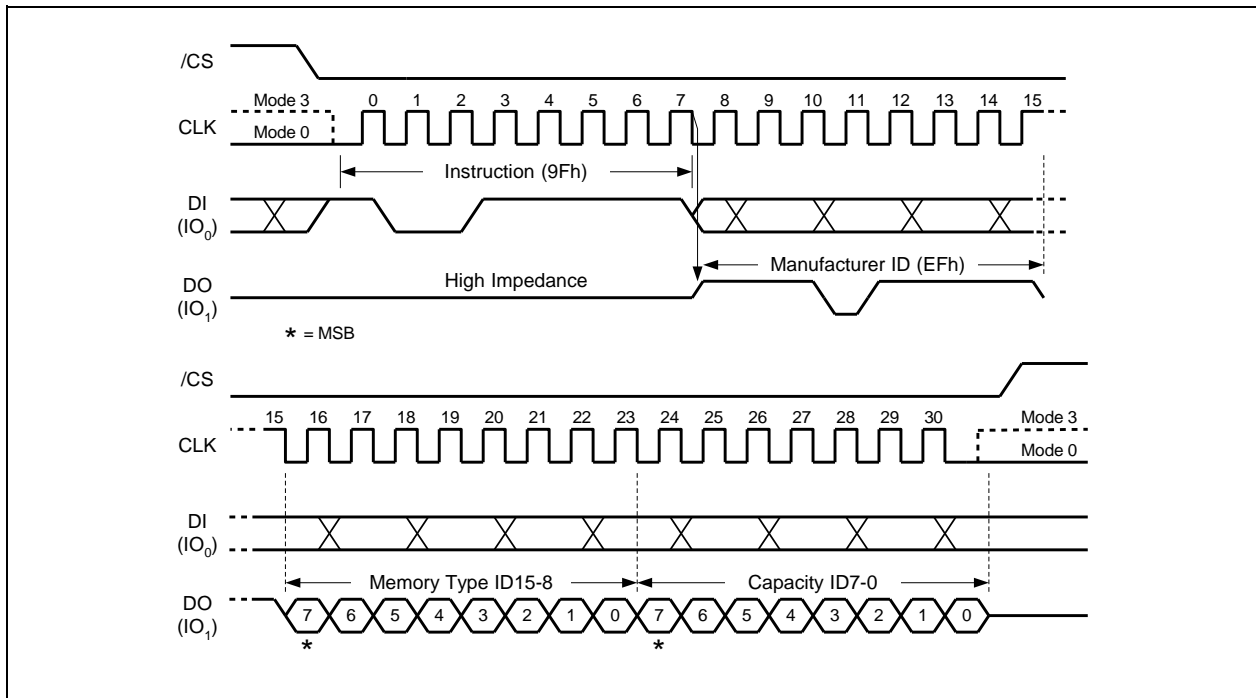 /CS
Mode 3 0 1 2 3 4 5 6 7 8 9 10 11 12 13 14 15
CLK Mode 0
Instruction (9Fh)
DI
(IO0)
Manufacturer ID (EFh)
DO High Impedance
(IO1)
* = MSB
/CS
15 16 17 18 19 20 21 22 23 24 25 26 27 28 29 30 Mode 3
CLK Mode 0
DI
(IO0)
Memory Type ID15-8 Capacity ID7-0
DO 7 6 5 4 3 2 1 0 7 6 5 4 3 2 1 0
(IO1)
* *